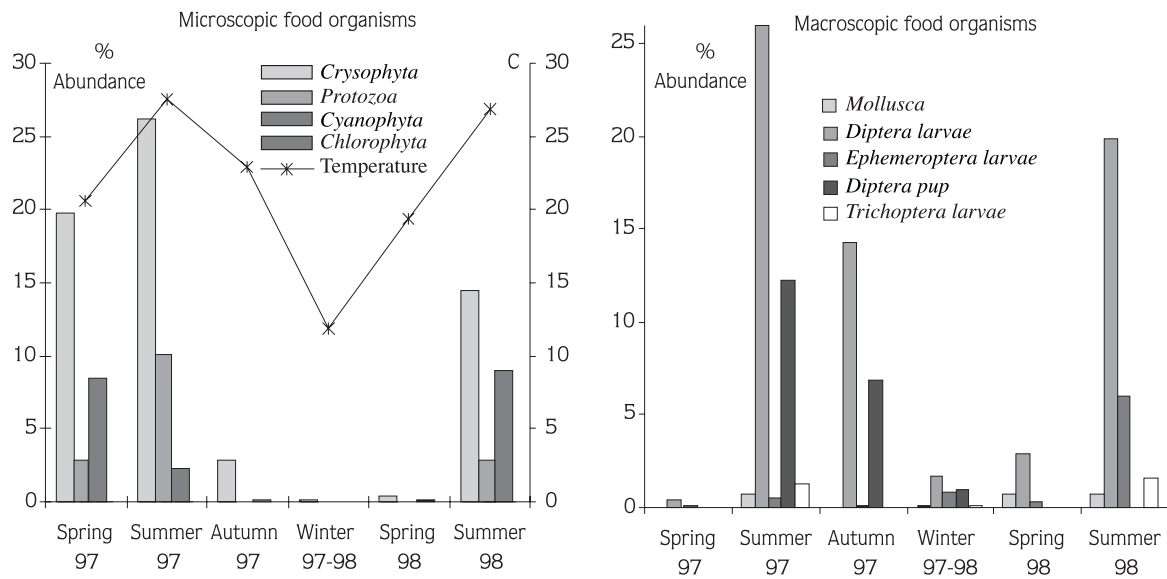 Microscopic food organisms
%
Abundance
C
30
25
20
15
10
5
0
30
25
20
15
10
5
0
Crysophyta
Protozoa
Cyanophyta
Chlorophyta
Temperature
Spring
97
Summer
97
Autumn
97
Winter
97-98
Spring
98
Summer
98
Macroscopic food organisms
%
Abundance
25
20
15
10
5
0
Mollusca
Diptera larvae
Ephemeroptera larvae
Diptera pup
Trichoptera larvae
Spring
97
Summer
97
Autumn
97
Winter
97-98
Spring
98
Summer
98